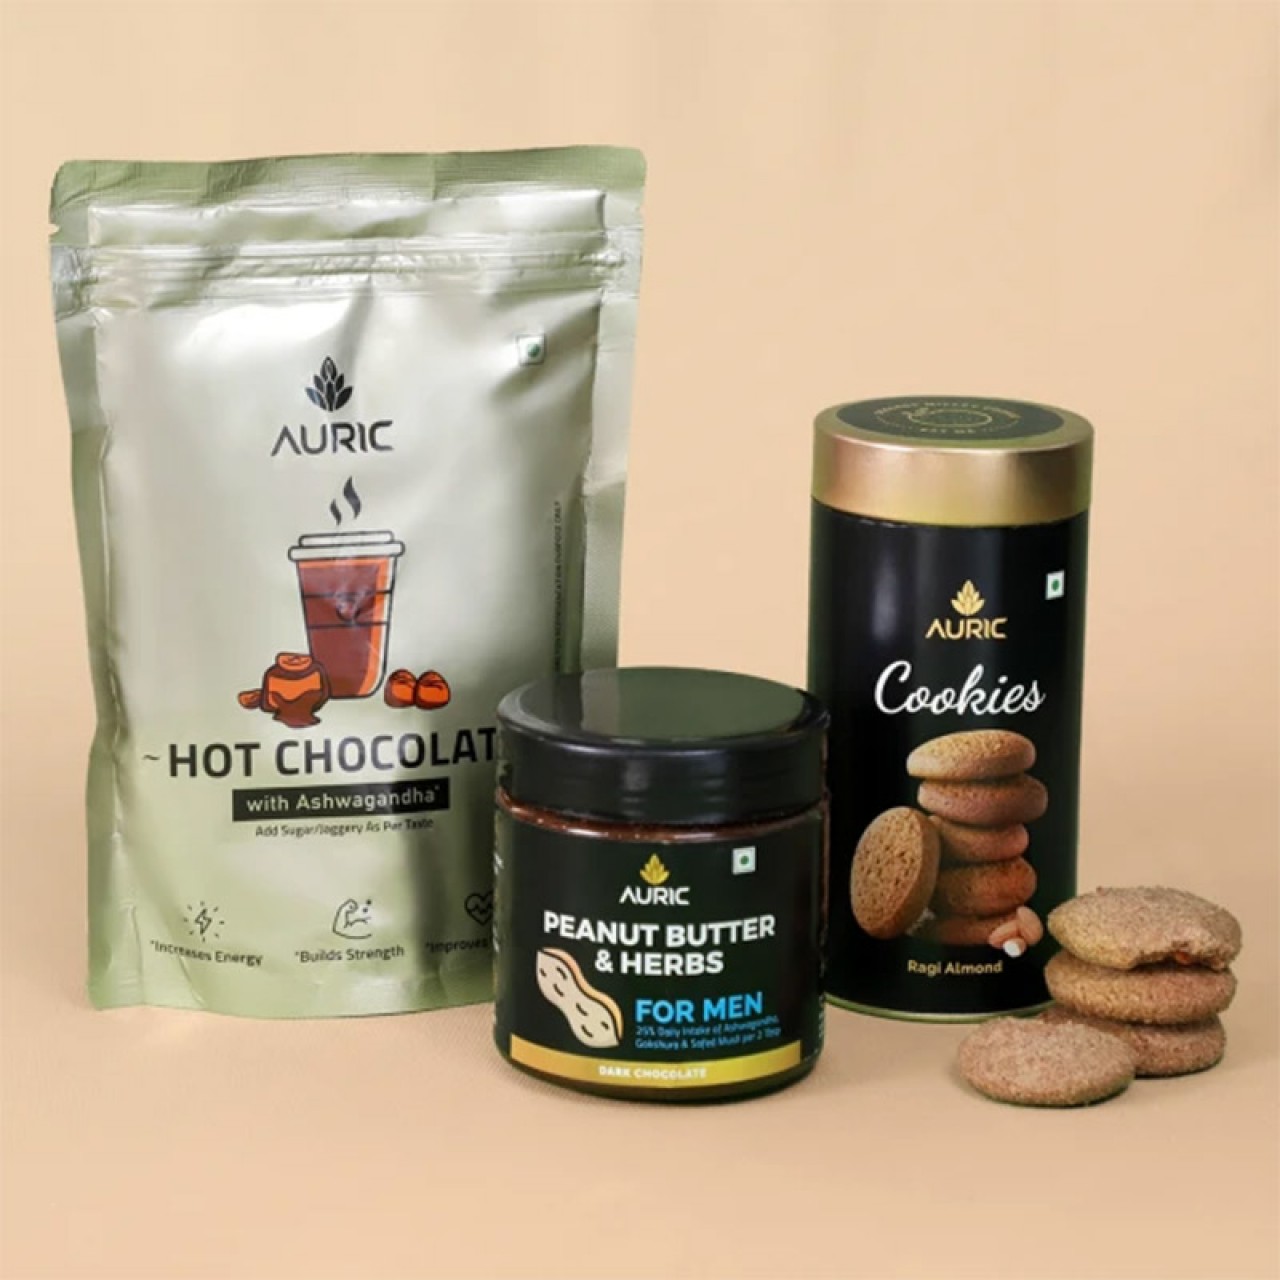 AURIC
~HOT CHOCOLAT
with Ashwagandha*
Add Sugar/Jaggery As Per Taste
*Increases Energy
*Builds Strength
*Improves
AURIC
PEANUT BUTTER
& HERBS
FOR MEN
25% Daily Intake of Ashwagandha,
Gokshura & Safed Musli per 2 Tbsp
DARK CHOCOLATE
AURIC
Cookies
Ragi Almond